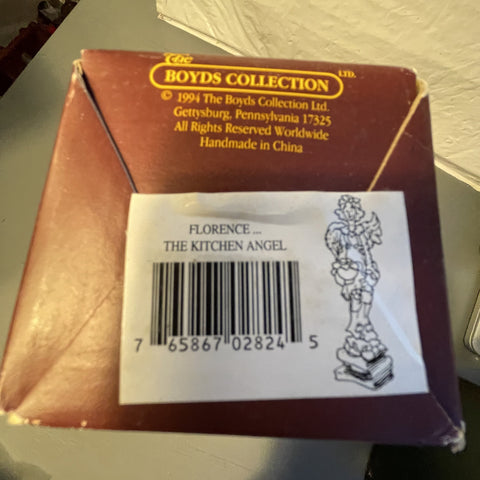 The
BOYDS COLLECTION LTD.
© 1994 The Boyds Collection Ltd.
Gettysburg, Pennsylvania 17325
All Rights Reserved Worldwide
Handmade in China
FLORENCE ...
THE KITCHEN ANGEL
7 65867 02824 5